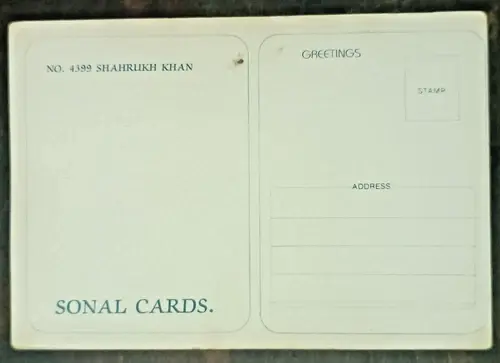 NO. 4399 SHAHRUKH KHAN
SONAL CARDS.
GREETINGS
STAMP
ADDRESS